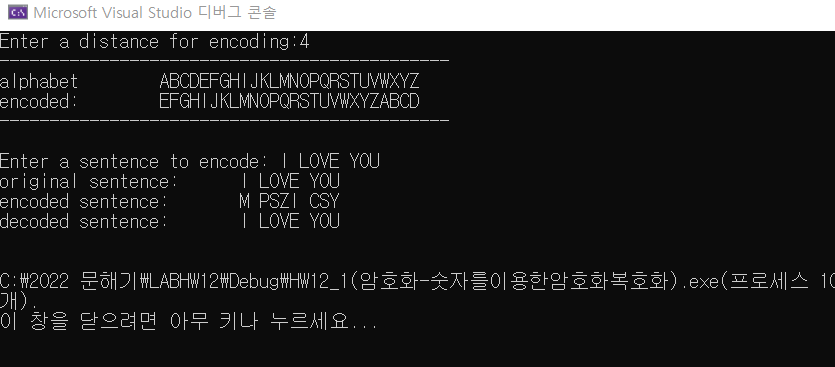 Microsoft Visual Studio 디버그 콘솔
Enter a distance for encoding:4
---------------------------------------------
alphabet        ABCDEFGHIJKLMNOPQRSTUVWXYZ
encoded:        EFGHIJKLMNOPQRSTUVWXYZABCD
---------------------------------------------
Enter a sentence to encode: I LOVE YOU
original sentence:      I LOVE YOU
encoded sentence:       M PSZI CSY
decoded sentence:       I LOVE YOU
C:\2022 문해기\LABHW12\Debug\HW12_1(암호화-숫자를이용한암호화복호화).exe(프로세스 10
개).
이 창을 닫으려면 아무 키나 누르세요...